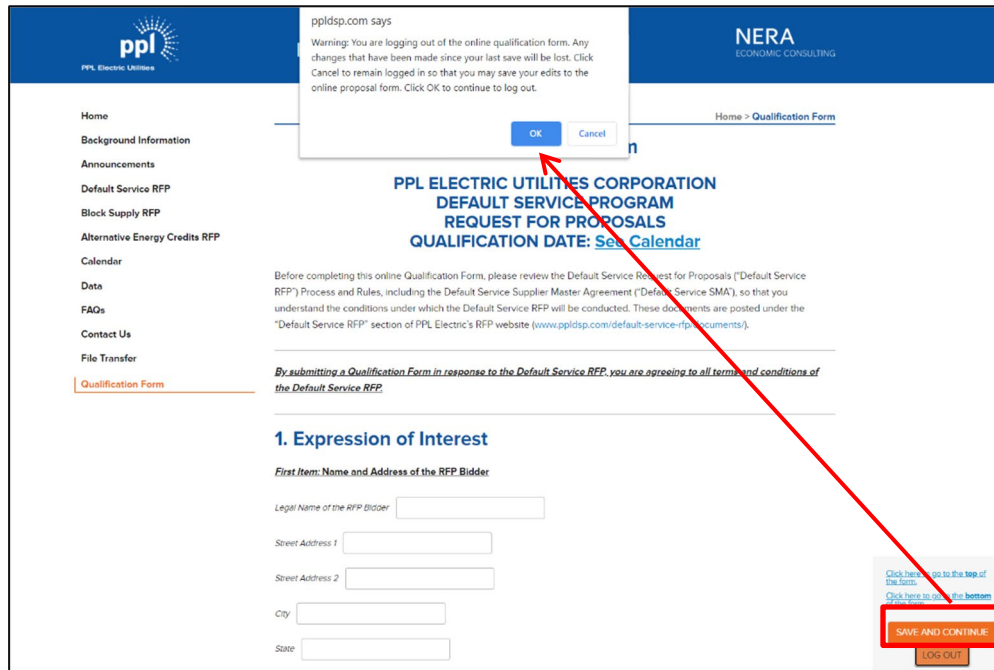 ppl
PPL Electric Utilities
ppldsp.com says
Warning: You are logging out of the online qualification form. Any
changes that have been made since your last save will be lost. Click
Cancel to remain logged in so that you may save your edits to the
online proposal form. Click OK to continue to log out.
OK
Cancel
NERA
ECONOMIC CONSULTING
Home
Background Information
Announcements
Default Service RFP
Block Supply RFP
Alternative Energy Credits RFP
Calendar
Data
FAQs
Contact Us
File Transfer
Qualification Form
Home > Qualification Form
PPL ELECTRIC UTILITIES CORPORATION
DEFAULT SERVICE PROGRAM
REQUEST FOR PROPOSALS
QUALIFICATION DATE: See Calendar
Before completing this online Qualification Form, please review the Default Service Request for Proposals ("Default Service
RFP") Process and Rules, including the Default Service Supplier Master Agreement ("Default Service SMA"), so that you
understand the conditions under which the Default Service RFP will be conducted. These documents are posted under the
"Default Service RFP" section of PPL Electric's RFP website (www.ppldsp.com/default-service-rfp/documents/).
By submitting a Qualification Form in response to the Default Service RFP, you are agreeing to all terms and conditions of
the Default Service RFP.
1. Expression of Interest
First Item: Name and Address of the RFP Bidder
Legal Name of the RFP Bidder
Street Address 1
Street Address 2
City
State
Click here to go to the top of
the form.
Click here to go to the bottom
of the form.
SAVE AND CONTINUE
LOG OUT